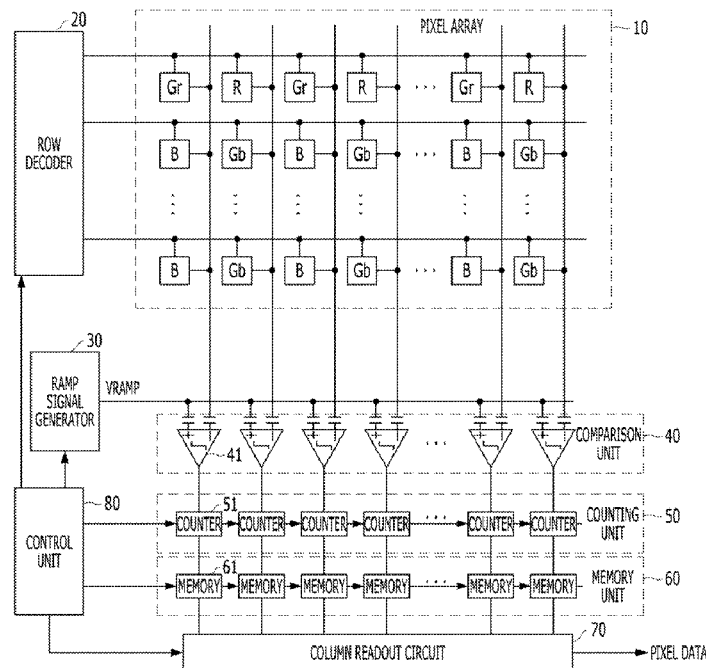 20
PIXEL ARRAY
10
Gr R Gr R ... Gr R
ROW
DECODER
B Gb B Gb ... B Gb
B Gb B Gb ... B Gb
30
RAMP
SIGNAL
GENERATOR
VRAMP
41
COMPARISON
UNIT
40
80
CONTROL
UNIT
51
COUNTER COUNTER COUNTER COUNTER ... COUNTER COUNTER
COUNTING
UNIT
50
61
MEMORY MEMORY MEMORY MEMORY ... MEMORY MEMORY
MEMORY
UNIT
60
70
COLUMN READOUT CIRCUIT
PIXEL DATA